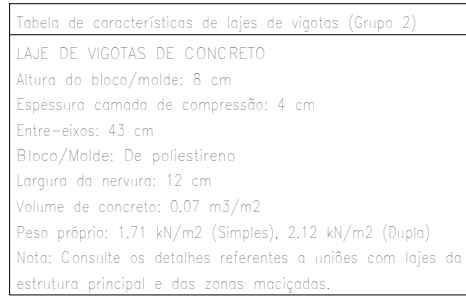 Tabela de características de lajes de vigotas (Grupo 2)
LAJE DE VIGOTAS DE CONCRETO
Altura do bloco/molde: 8 cm
Espessura camada de compressão: 4 cm
Entre-eixos: 43 cm
Bloco/Molde: De poliestireno
Largura da nervura: 12 cm
Volume de concreto: 0.07 m3/m2
Peso próprio: 1.71 kN/m2 (Simples), 2.12 kN/m2 (Dupla)
Nota: Consulte os detalhes referentes a uniões com lajes da
estrutura principal e das zonas maciçadas.